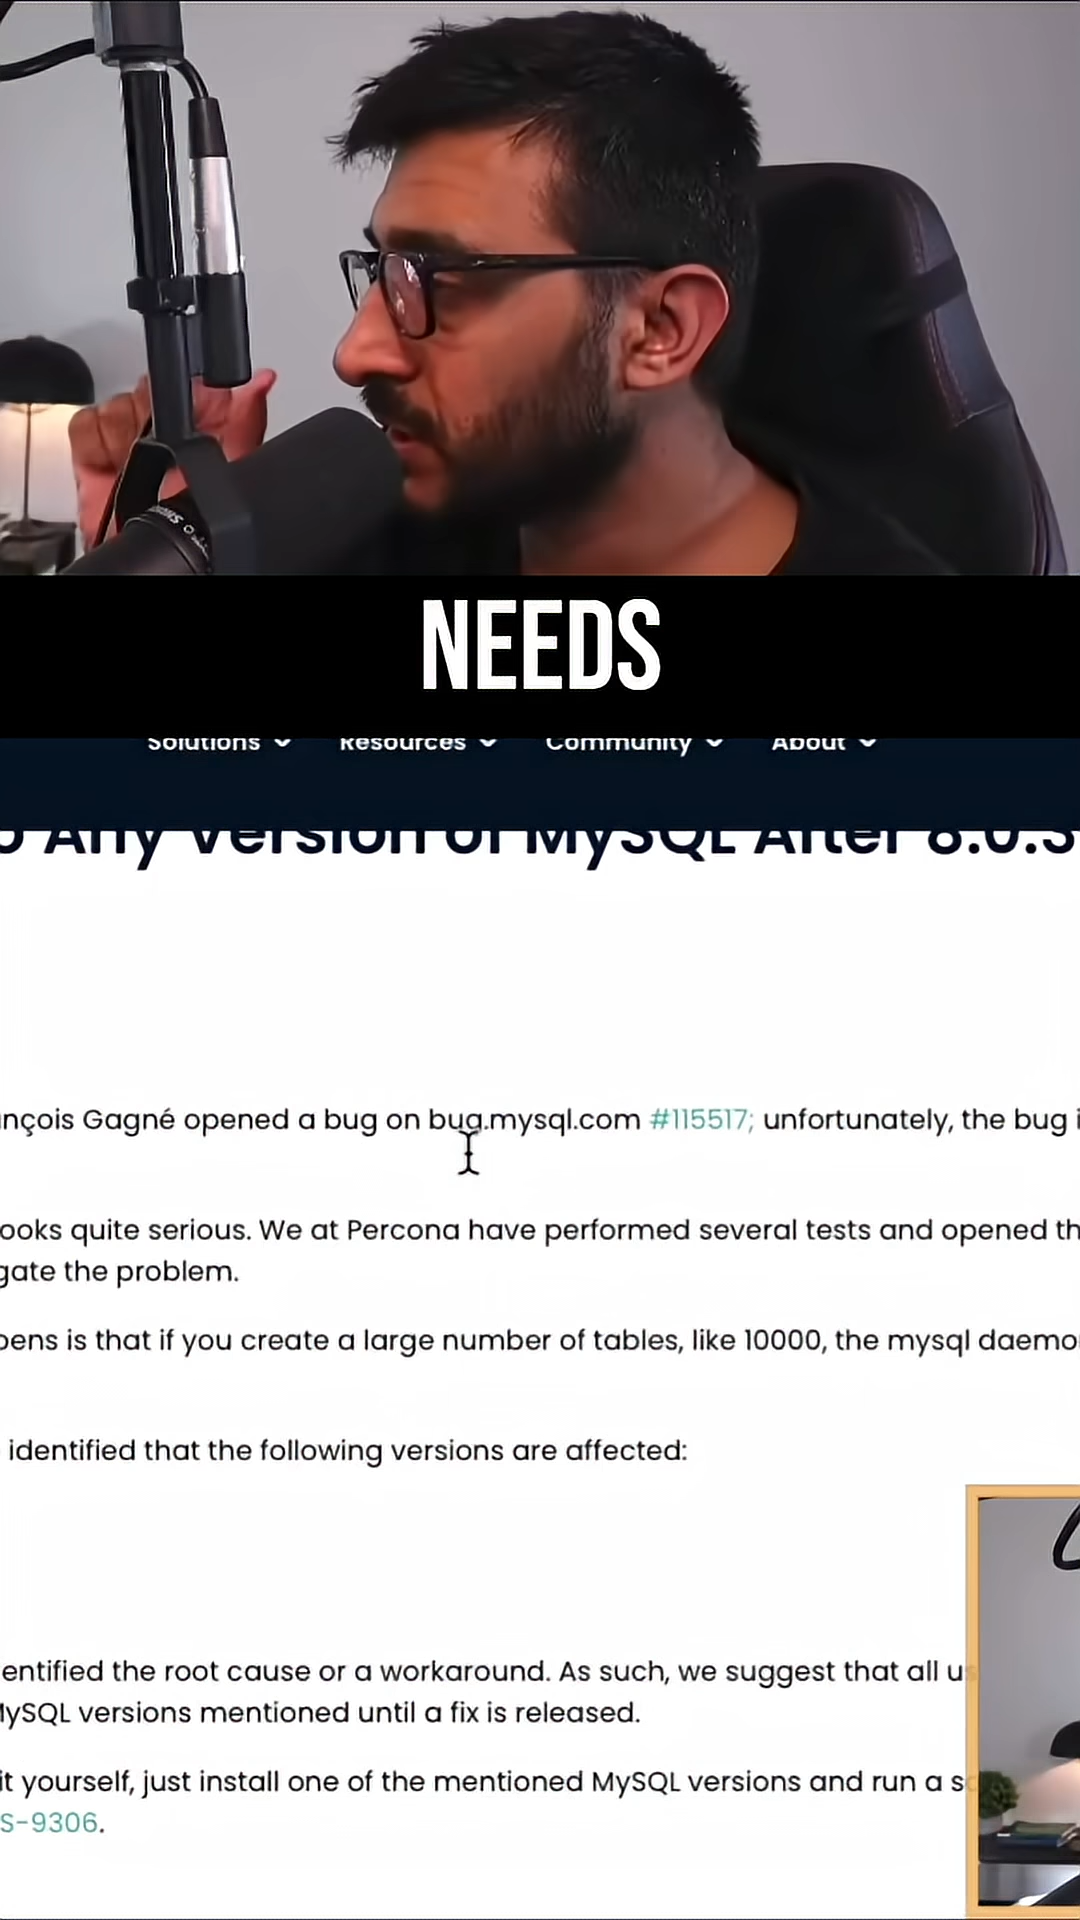 NEEDS
Solutions Resources Community About
Any Version of MySQL After 8.0.3
nçois Gagné opened a bug on bug.mysql.com #115517; unfortunately, the bug i
ooks quite serious. We at Percona have performed several tests and opened th
gate the problem.
pens is that if you create a large number of tables, like 10000, the mysql daemo
identified that the following versions are affected:
entified the root cause or a workaround. As such, we suggest that all us
MySQL versions mentioned until a fix is released.
it yourself, just install one of the mentioned MySQL versions and run a sc
S-9306.